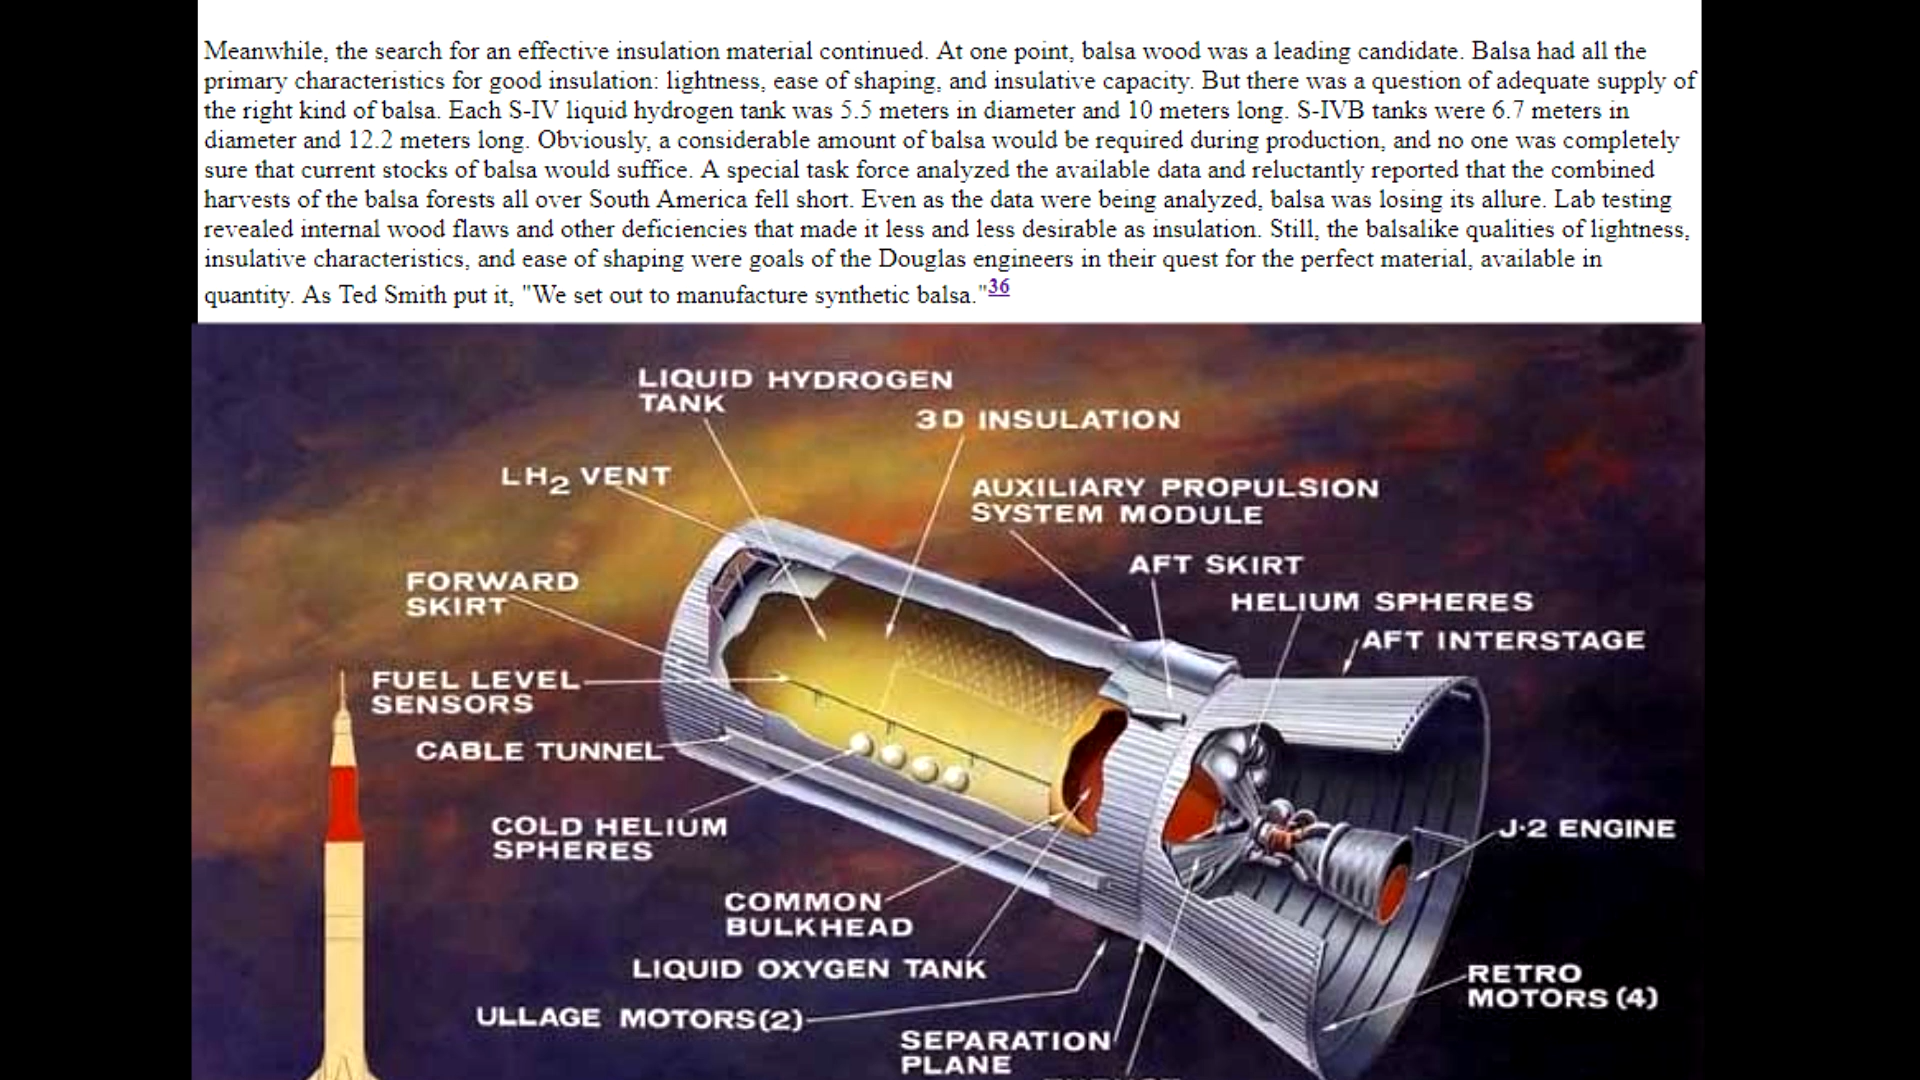 Meanwhile, the search for an effective insulation material continued. At one point, balsa wood was a leading candidate. Balsa had all the
primary characteristics for good insulation: lightness, ease of shaping, and insulative capacity. But there was a question of adequate supply of
the right kind of balsa. Each S-IV liquid hydrogen tank was 5.5 meters in diameter and 10 meters long. S-IVB tanks were 6.7 meters in
diameter and 12.2 meters long. Obviously, a considerable amount of balsa would be required during production, and no one was completely
sure that current stocks of balsa would suffice. A special task force analyzed the available data and reluctantly reported that the combined
harvests of the balsa forests all over South America fell short. Even as the data were being analyzed, balsa was losing its allure. Lab testing
revealed internal wood flaws and other deficiencies that made it less and less desirable as insulation. Still, the balsalike qualities of lightness,
insulative characteristics, and ease of shaping were goals of the Douglas engineers in their quest for the perfect material, available in
quantity. As Ted Smith put it, "We set out to manufacture synthetic balsa."36
LIQUID HYDROGEN
TANK
3D INSULATION
LH2 VENT
AUXILIARY PROPULSION
SYSTEM MODULE
AFT SKIRT
FORWARD
SKIRT
HELIUM SPHERES
AFT INTERSTAGE
FUEL LEVEL
SENSORS
CABLE TUNNEL
COLD HELIUM
SPHERES
J-2 ENGINE
COMMON
BULKHEAD
LIQUID OXYGEN TANK
RETRO
MOTORS (4)
ULLAGE MOTORS(2)
SEPARATION
PLANE